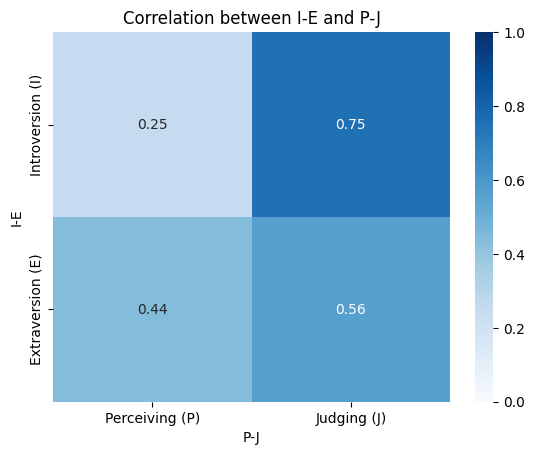 Correlation between I-E and P-J
I-E
Introversion (I)
Extraversion (E)
0.25
0.75
0.44
0.56
Perceiving (P)
Judging (J)
P-J
1.0
0.8
0.6
0.4
0.2
0.0